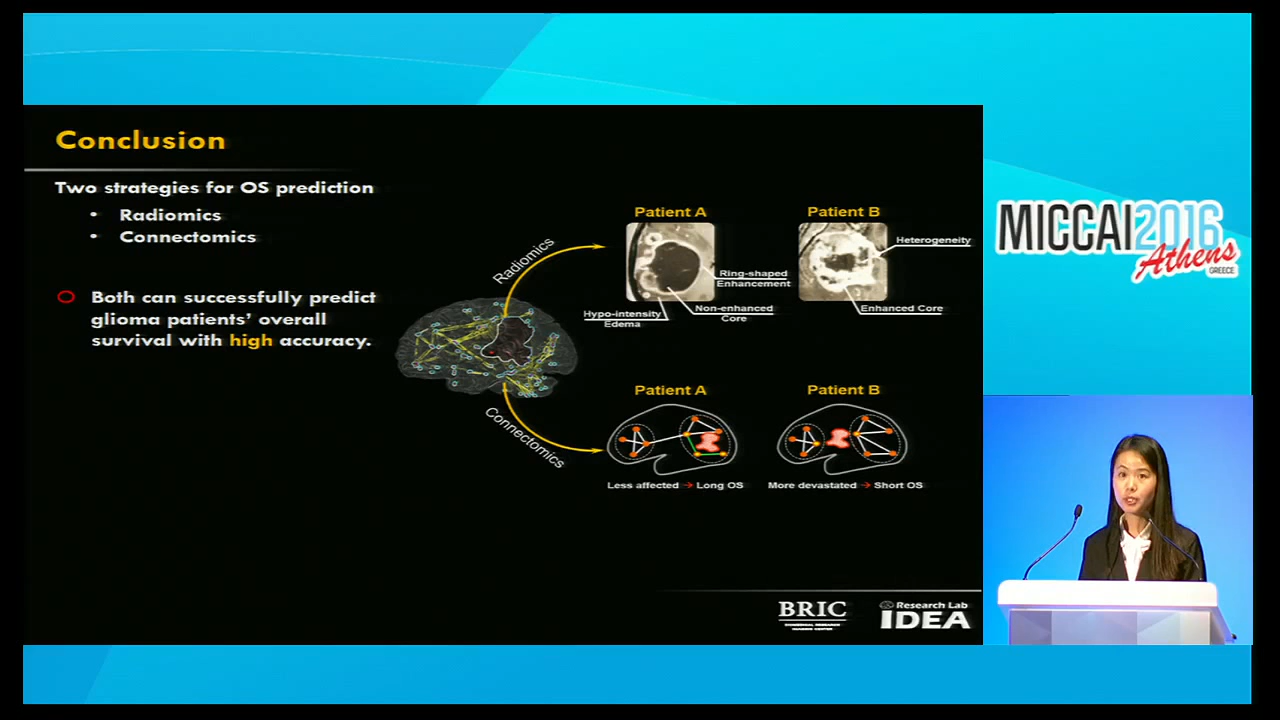 Conclusion
Two strategies for OS prediction
• Radiomics
• Connectomics
Both can successfully predict
glioma patients' overall
survival with high accuracy.
Radiomics
Connectomics
Patient A
Patient B
Heterogeneity
Ring-shaped
Enhancement
Hypo-intensity
Edema
Non-enhanced
Core
Enhanced Core
Patient A
Patient B
Less affected → Long OS
More devastated → Short OS
BRIC
Research Lab
IDEA
MICCAI2016
Athens
GREECE